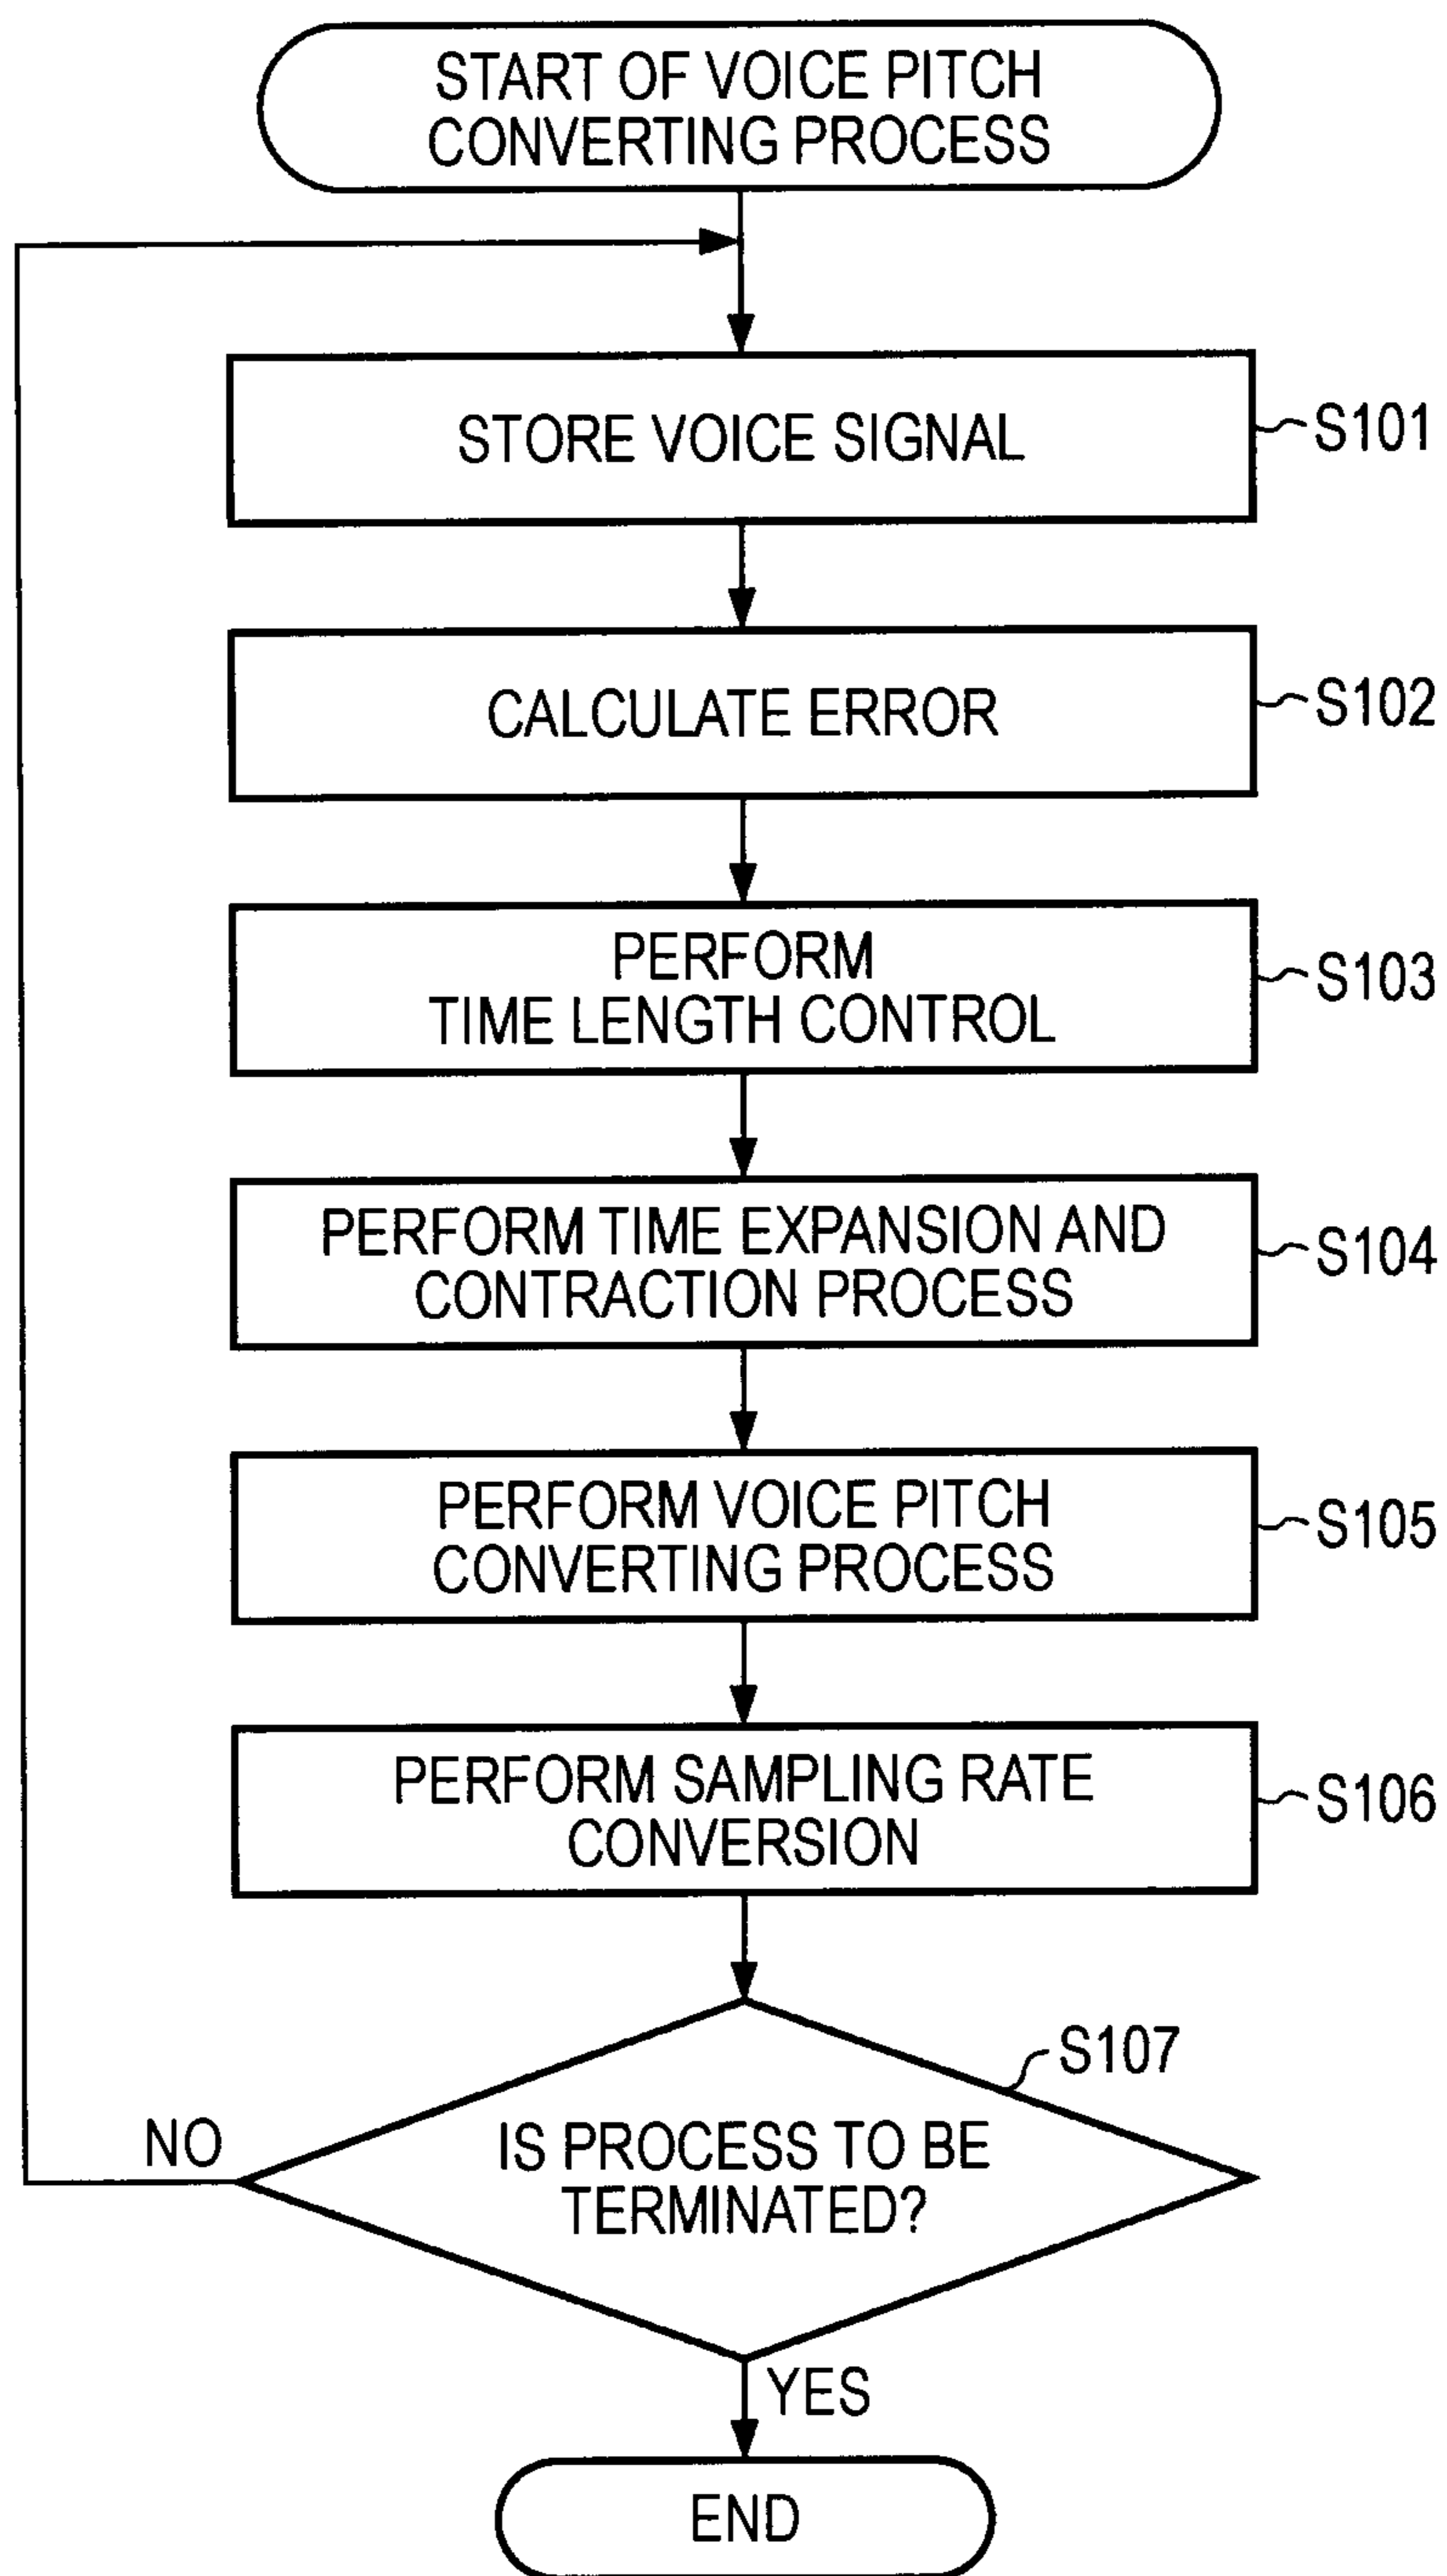 START OF VOICE PITCH
CONVERTING PROCESS
STORE VOICE SIGNAL
S101
CALCULATE ERROR
S102
PERFORM
TIME LENGTH CONTROL
S103
PERFORM TIME EXPANSION AND
CONTRACTION PROCESS
S104
PERFORM VOICE PITCH
CONVERTING PROCESS
S105
PERFORM SAMPLING RATE
CONVERSION
S106
S107
NO
IS PROCESS TO BE
TERMINATED?
YES
END